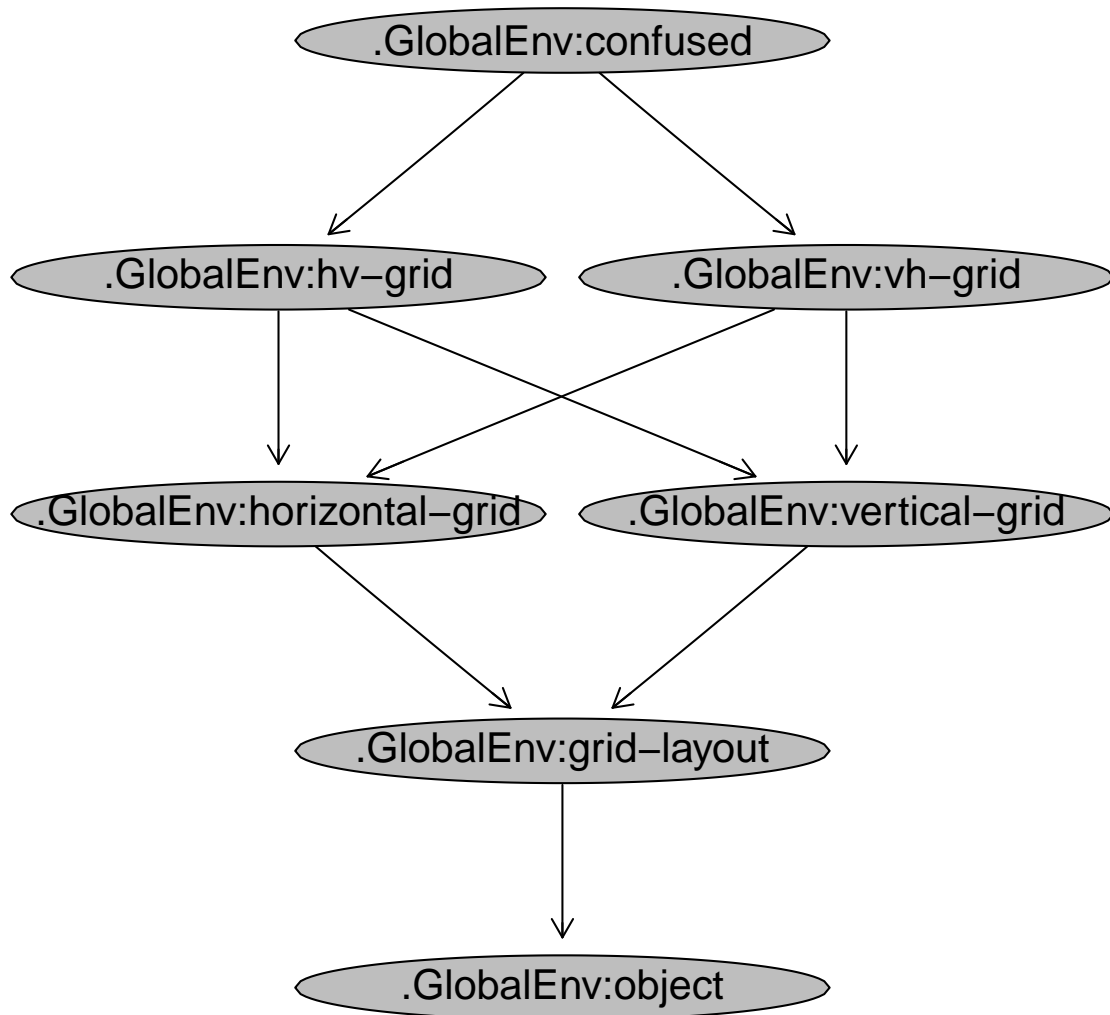 .GlobalEnv:confused
.GlobalEnv:hv−grid
.GlobalEnv:vh−grid
.GlobalEnv:horizontal−grid
.GlobalEnv:vertical−grid
.GlobalEnv:grid−layout
.GlobalEnv:object